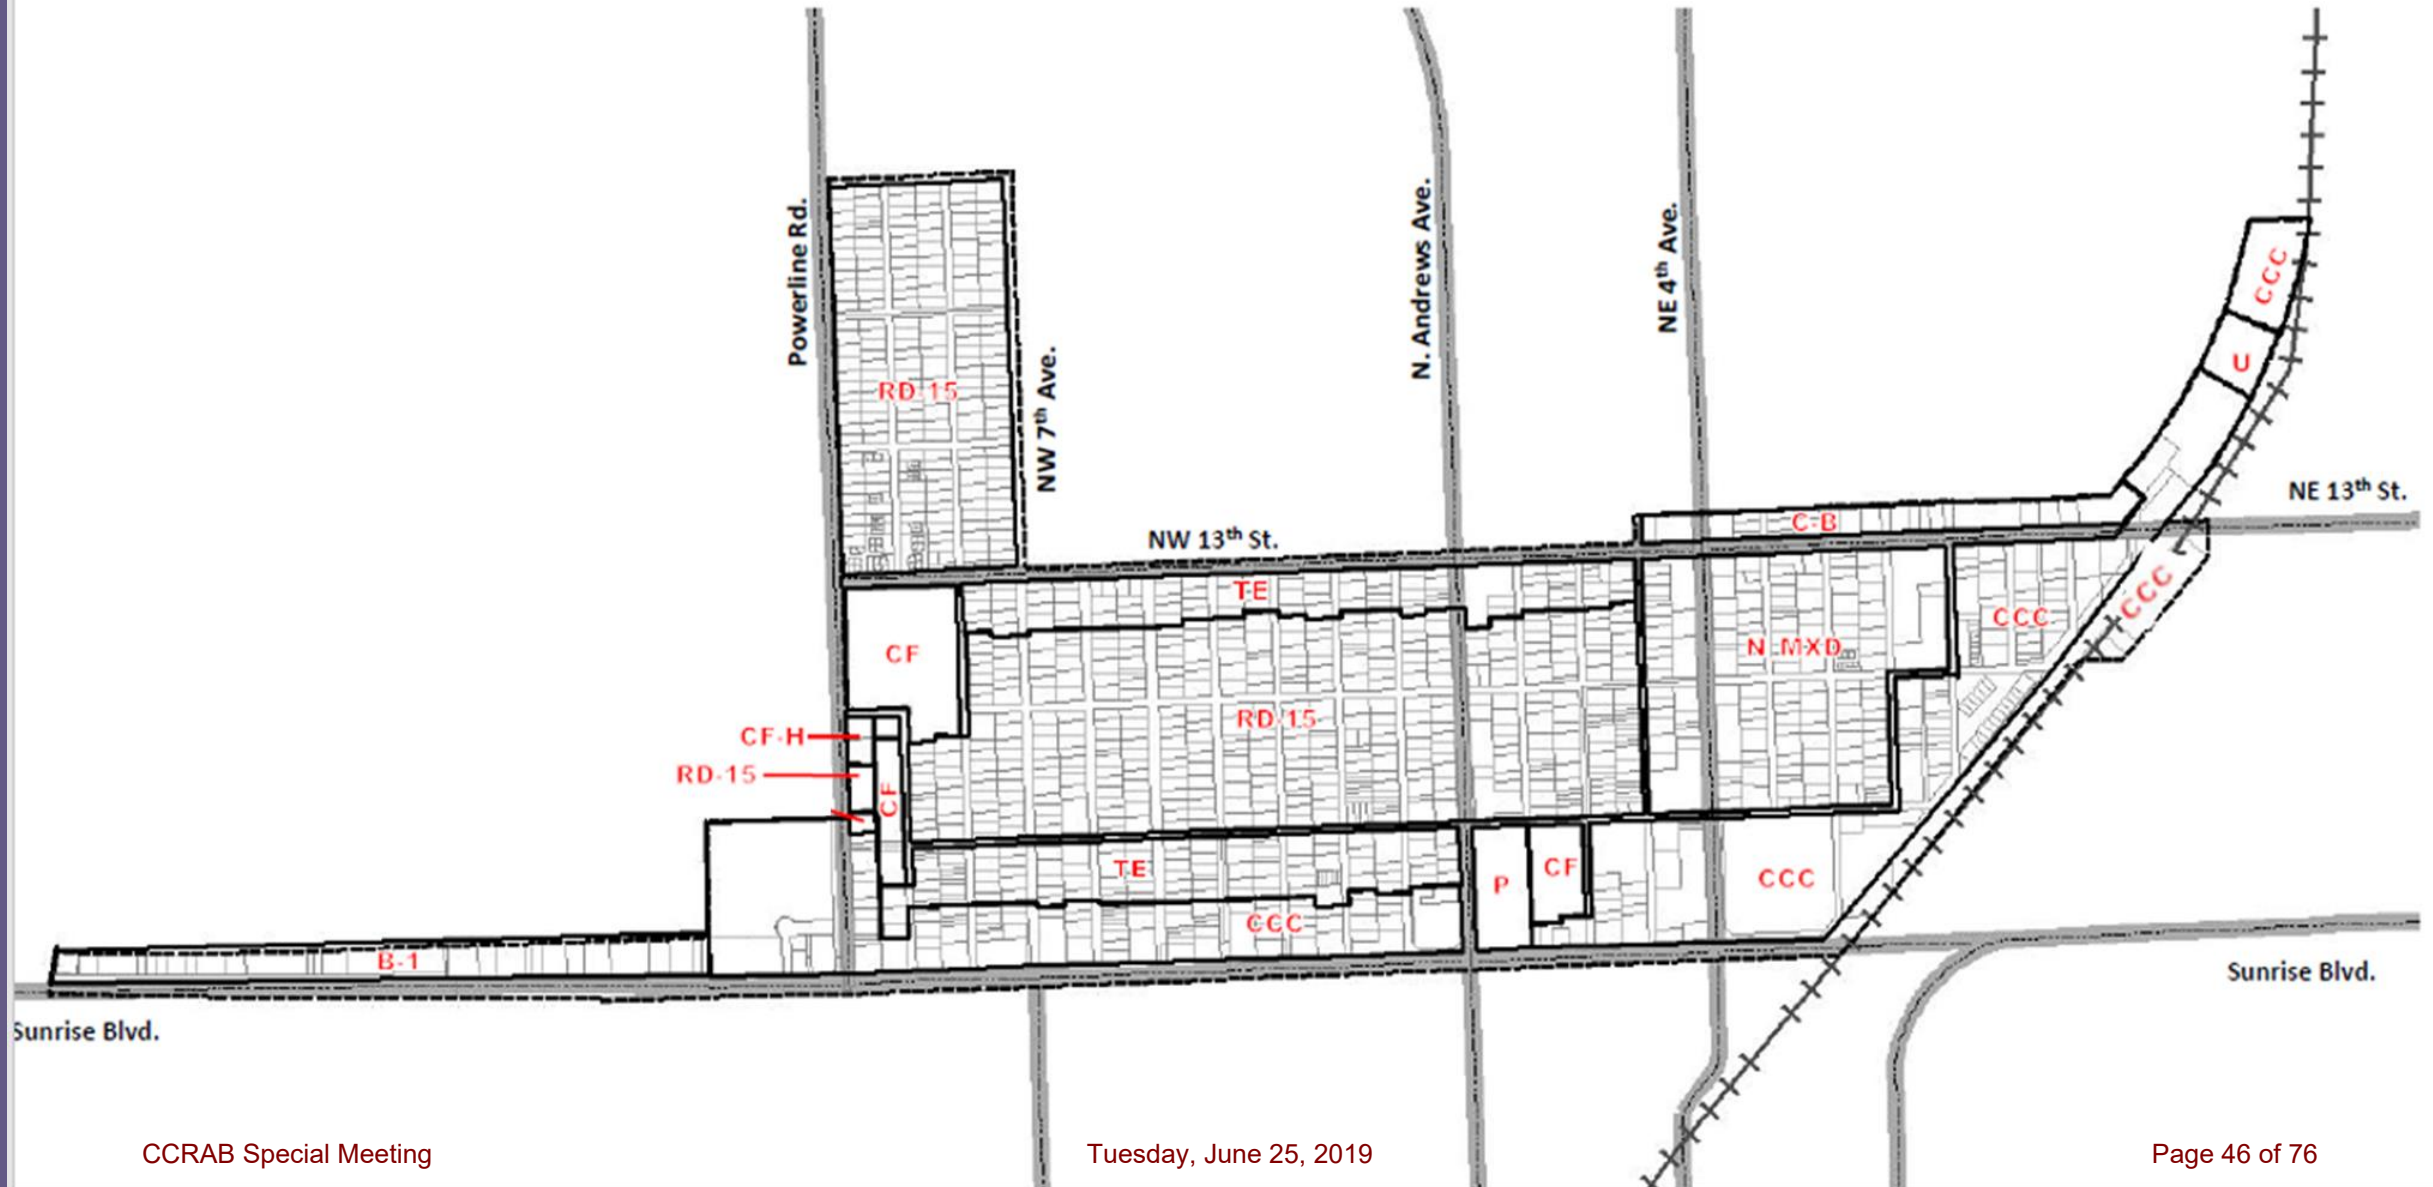 Powerline Rd.
N. Andrews Ave.
NE 4th Ave.
CCC
U
RD-15
NW 7th Ave.
NE 13th St.
C-B
NW 13th St.
TE
CCC
CCC
N_MXD
CF
RD-15
CF-H
RD-15
CF
TE
P
CF
CCC
CCC
B-1
Sunrise Blvd.
Sunrise Blvd.
CCRAB Special Meeting
Tuesday, June 25, 2019
Page 46 of 76